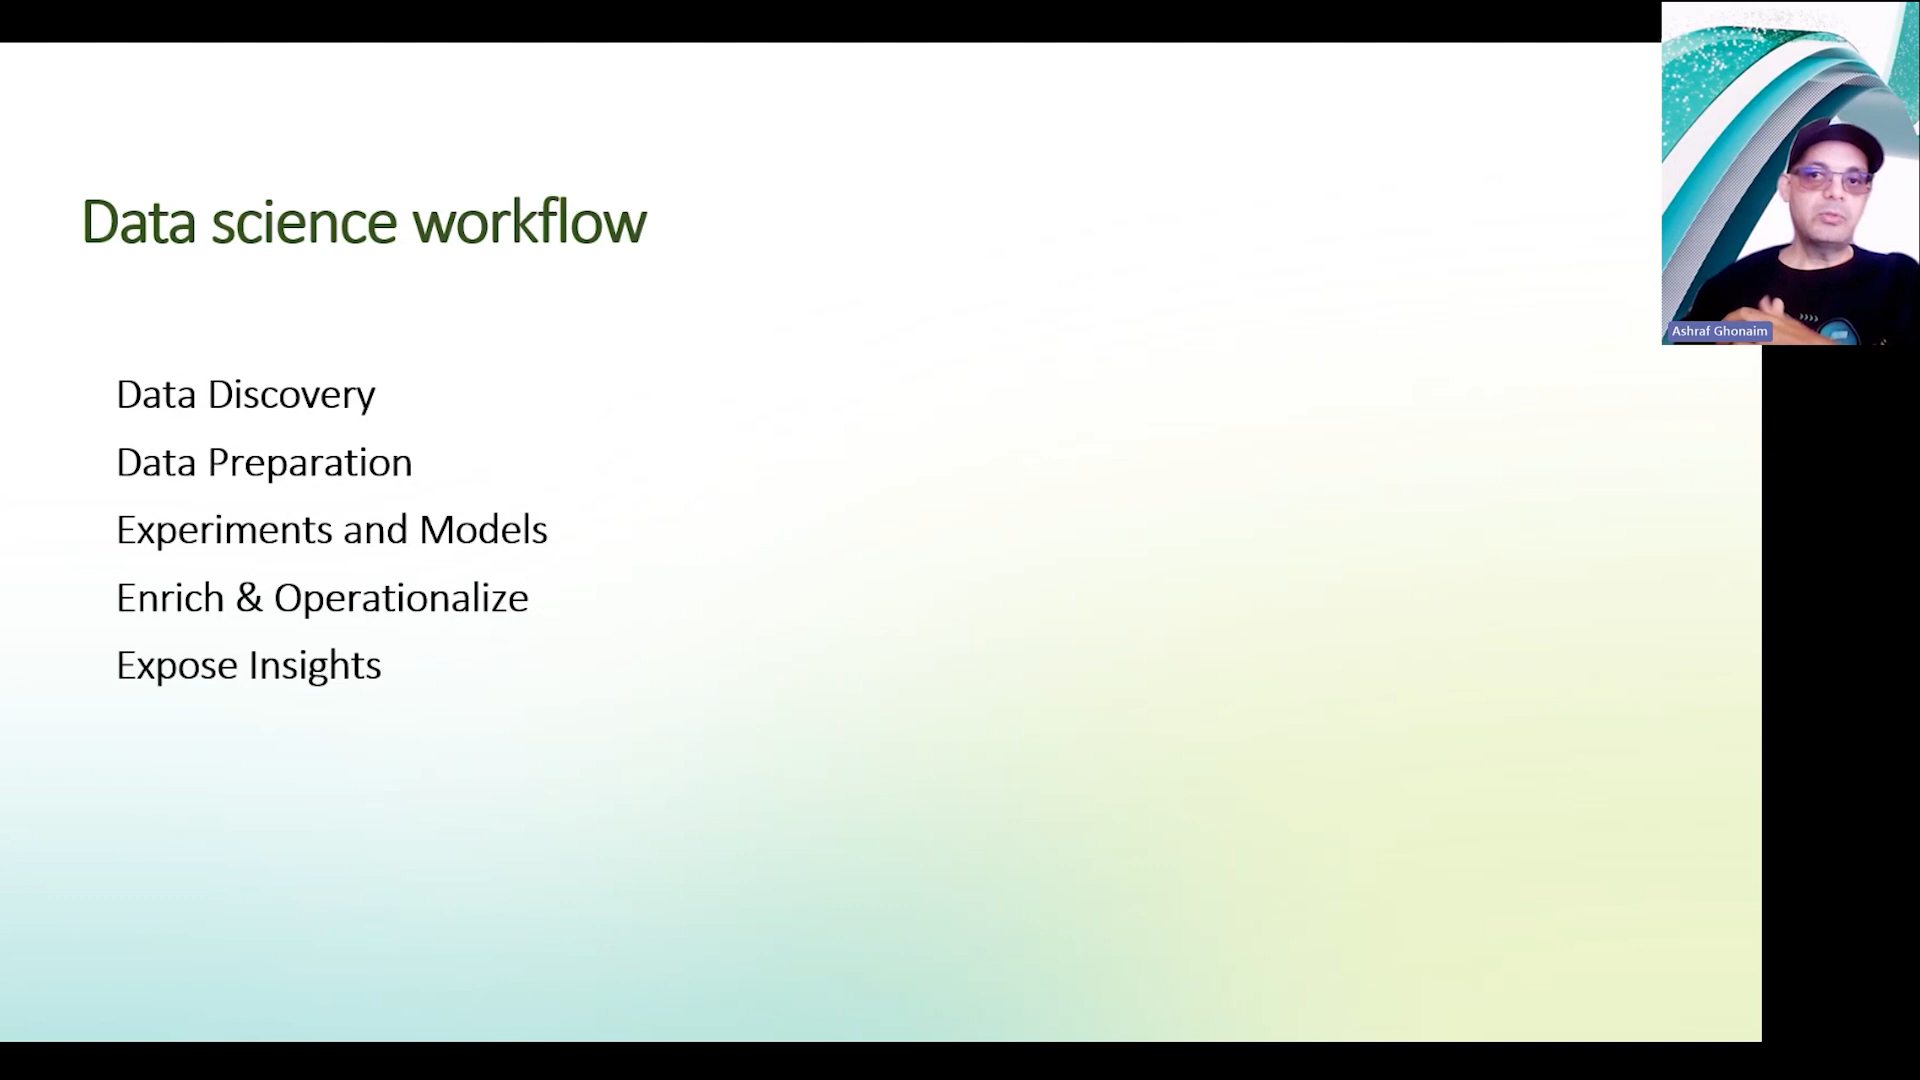 Data science workflow
Data Discovery
Data Preparation
Experiments and Models
Enrich & Operationalize
Expose Insights
Ashraf Ghonaim